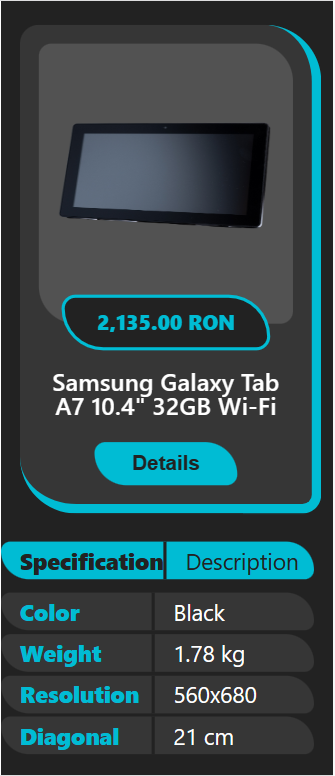 2,135.00 RON
Samsung Galaxy Tab
A7 10.4" 32GB Wi-Fi
Details
Specification Description
Color Black
Weight 1.78 kg
Resolution 560x680
Diagonal 21 cm